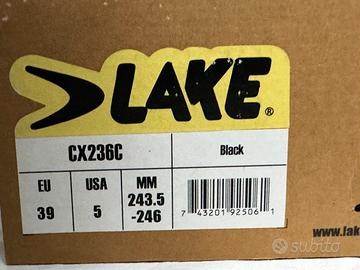 LAKE®
CX236C Black
EU USA MM
39 5 243.5
-246
7 43201 92506 1
www.lak
subito